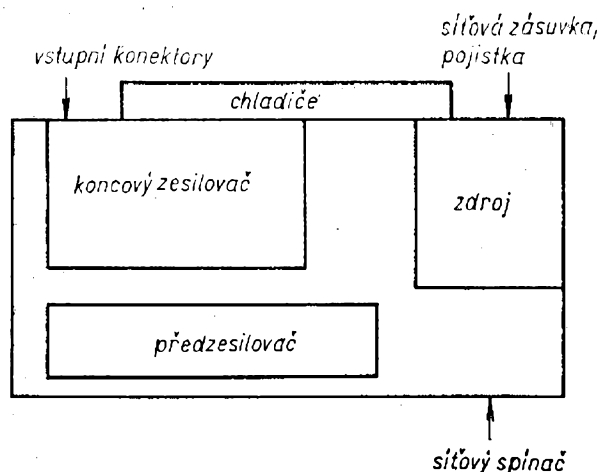 síťová zásuvka,
pojistka
vstupní konektory
chladiče
koncový zesilovač
zdroj
předzesilovač
síťový spínač